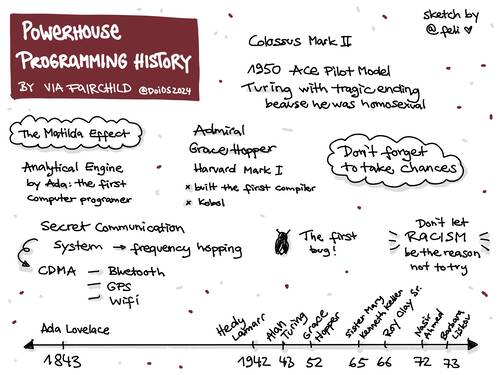 POWERHOUSE
PROGRAMMING HISTORY
BY VIA FAIRCHILD @DOIDS2024
sketch by
@_feli
Colossus Mark II
1950 Ace Pilot Model
Turing with tragic ending
beause he was homosexual
The Matilda Effect
Analytical Engine
by Ada: the first
computer programer
Admiral
Grace Hopper
Harvard Mark I
x built the first compiler
x Kobol
Don't forget
to take chances
Secret Communication
System → frequency hopping
CDMA – Bluetooth
– GPS
– Wifi
The first
bug!
Don't let
RACISM
be the reason
not to try
Ada Lovelace
Hedy
Lamarr
Alan
Turing
Grace
Hopper
Sister Mary
Kenneth Keller
Roy Clay Sr.
Nasir
Ahmed
Barbara
Liskov
1843
1942
43
52
65
66
72
73